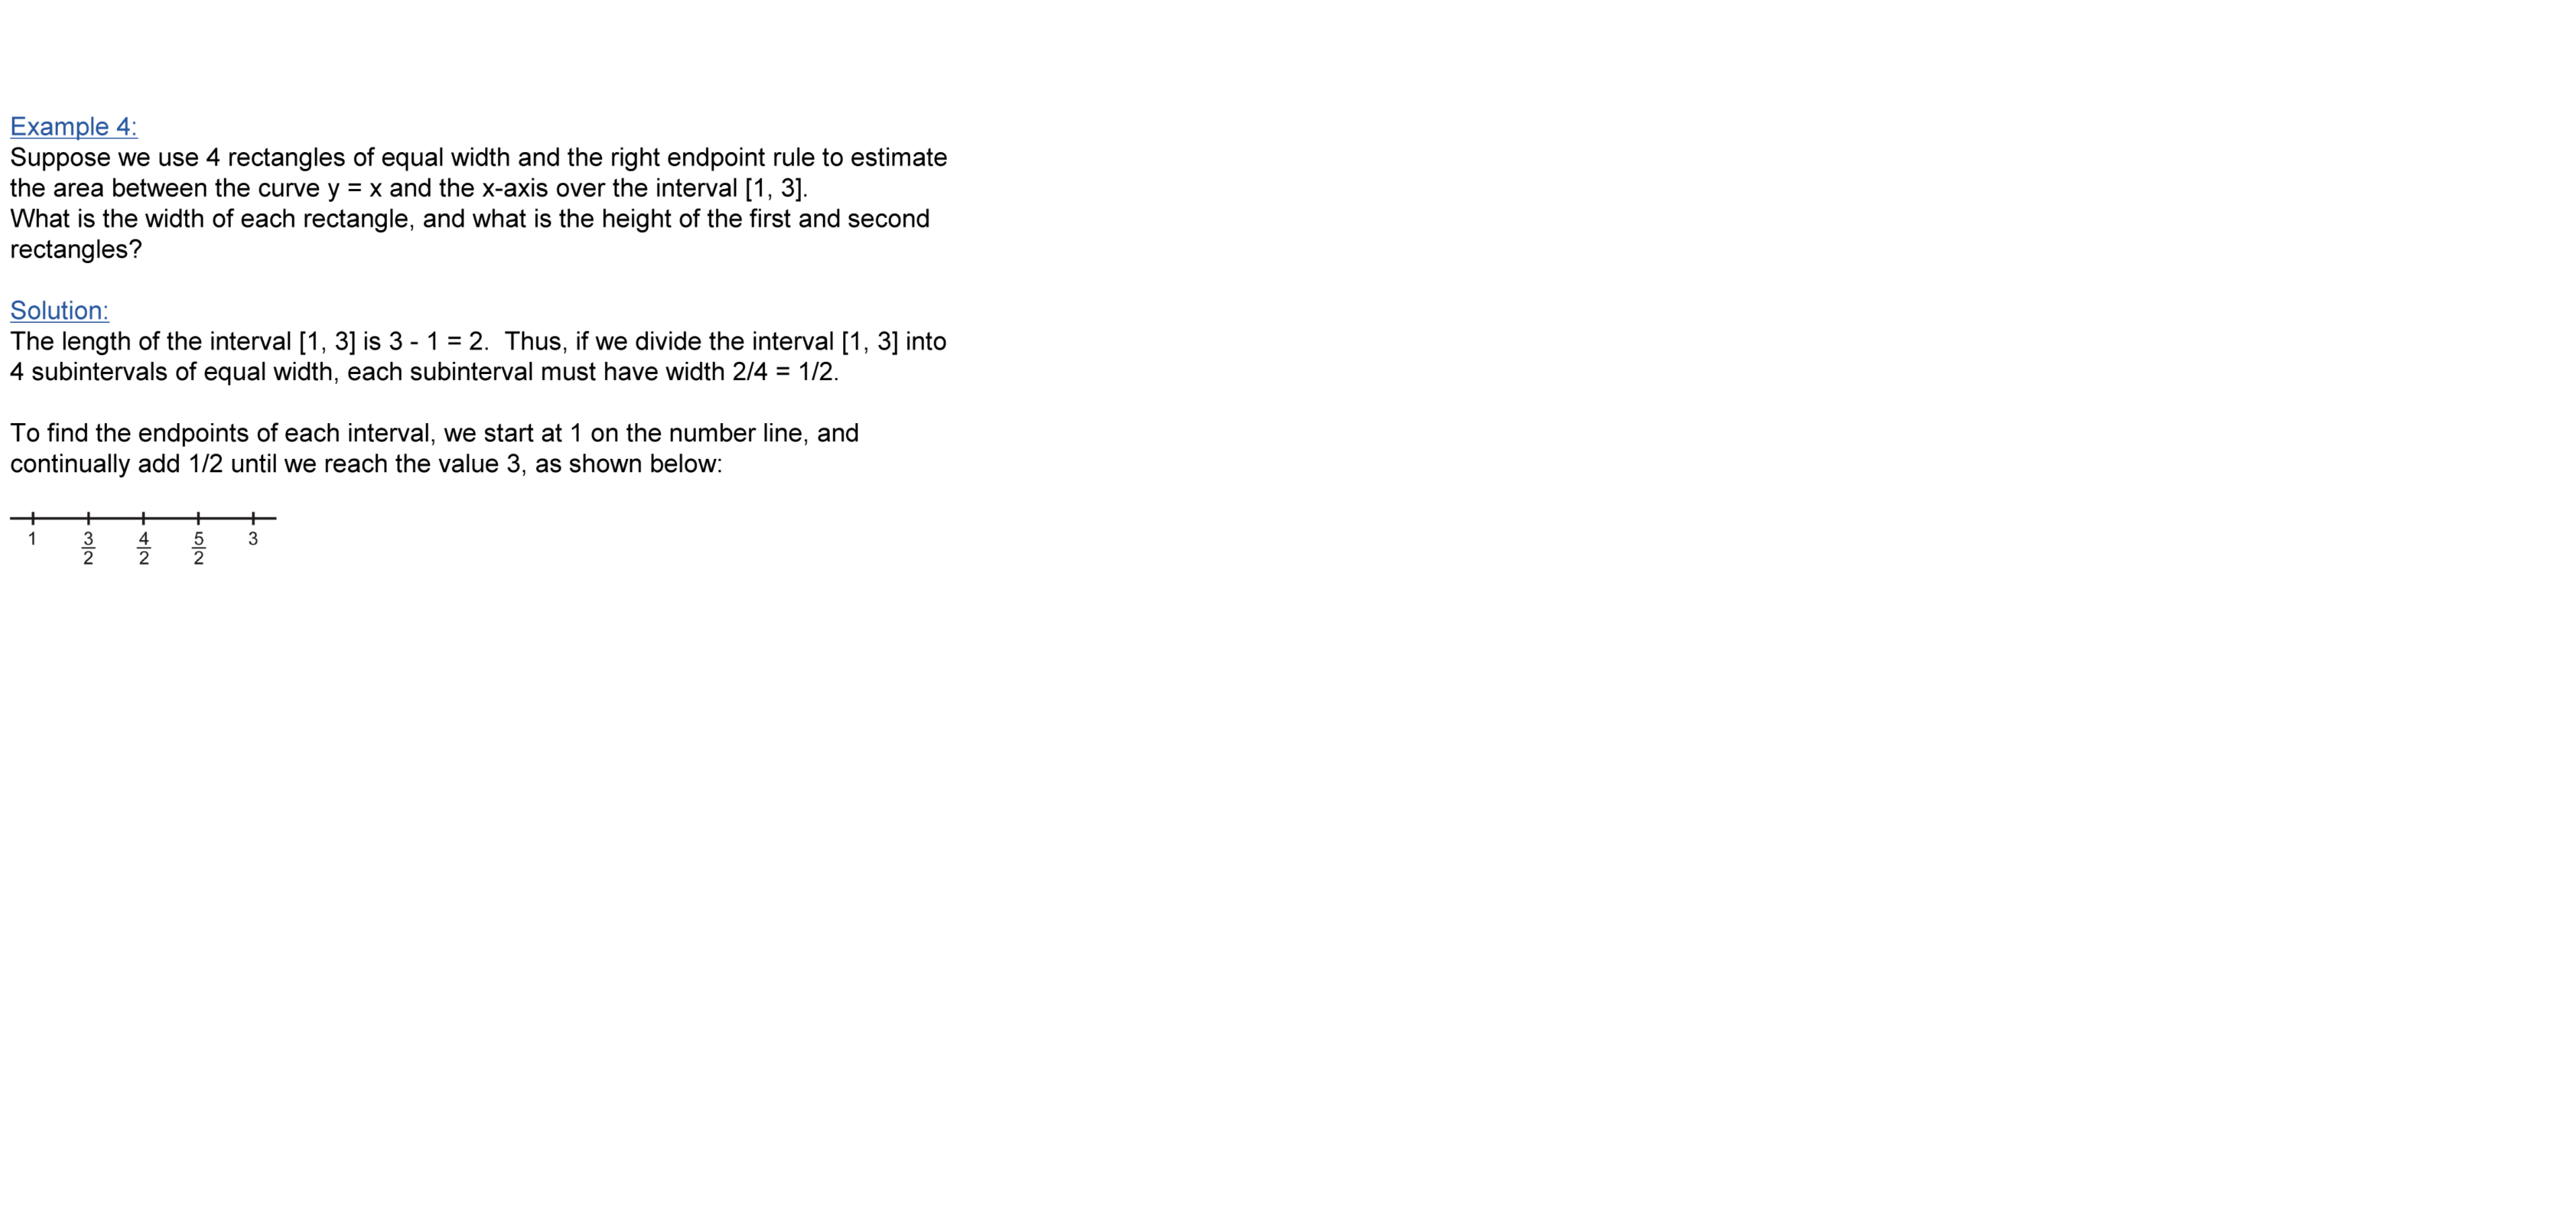 Example 4:
Suppose we use 4 rectangles of equal width and the right endpoint rule to estimate
the area between the curve y = x and the x-axis over the interval [1, 3].
What is the width of each rectangle, and what is the height of the first and second
rectangles?
Solution:
The length of the interval [1, 3] is 3 - 1 = 2.  Thus, if we divide the interval [1, 3] into
4 subintervals of equal width, each subinterval must have width 2/4 = 1/2.
To find the endpoints of each interval, we start at 1 on the number line, and
continually add 1/2 until we reach the value 3, as shown below:
1 3/2 4/2 5/2 3